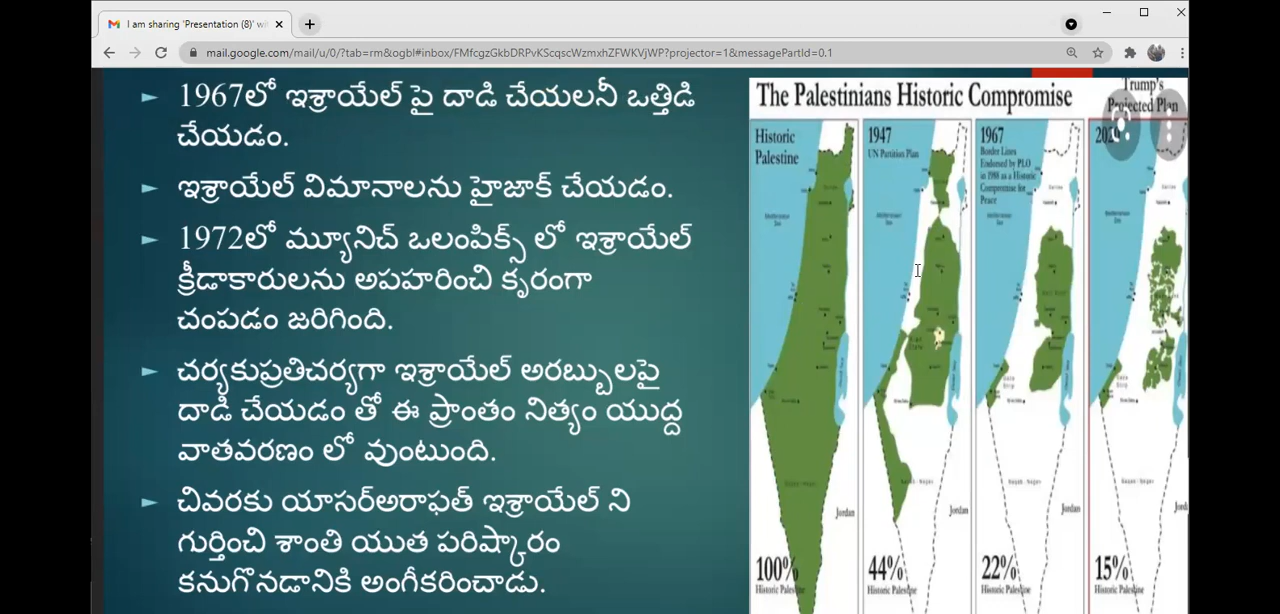 I am sharing 'Presentation (8)' wi
mail.google.com/mail/u/0/?tab=rm&ogbl#inbox/FMfcgzGkbDRPvKScqscWzmxhZFWKVjWP?projector=1&messagePartId=0.1
1967లో ఇశ్రాయేల్ పై దాడి చేయలనీ ఒత్తిడి
చేయడం.
ఇశ్రాయేల్ విమానాలను హైజాక్ చేయడం.
1972లో మ్యూనిచ్ ఒలంపిక్స్ లో ఇశ్రాయేల్
క్రీడాకారులను అపహరించి కృరంగా
చంపడం జరిగింది.
చర్యకుప్రతిచర్యగా ఇశ్రాయేల్ అరబ్బులపై
దాడి చేయడం తో ఈ ప్రాంతం నిత్యం యుద్ద
వాతవరణం లో వుంటుంది.
చివరకు యాసర్అరాఫత్ ఇశ్రాయేల్ ని
గుర్తించి శాంతి యుత పరిష్కారం
కనుగొనడానికి అంగీకరించాడు.
The Palestinians Historic Compromise
Trump's
Projected Plan
Historic
Palestine
Jordan
100%
Historic Palestine
1947
UN Partition Plan
Jordan
44%
Historic Palestine
1967
Border Lines
Endorsed by PLO
in 1988 as a Historic
Compromise for
Peace
Gaza
Strip
Jordan
22%
Historic Palestine
Jor
15%
Historic Palestine